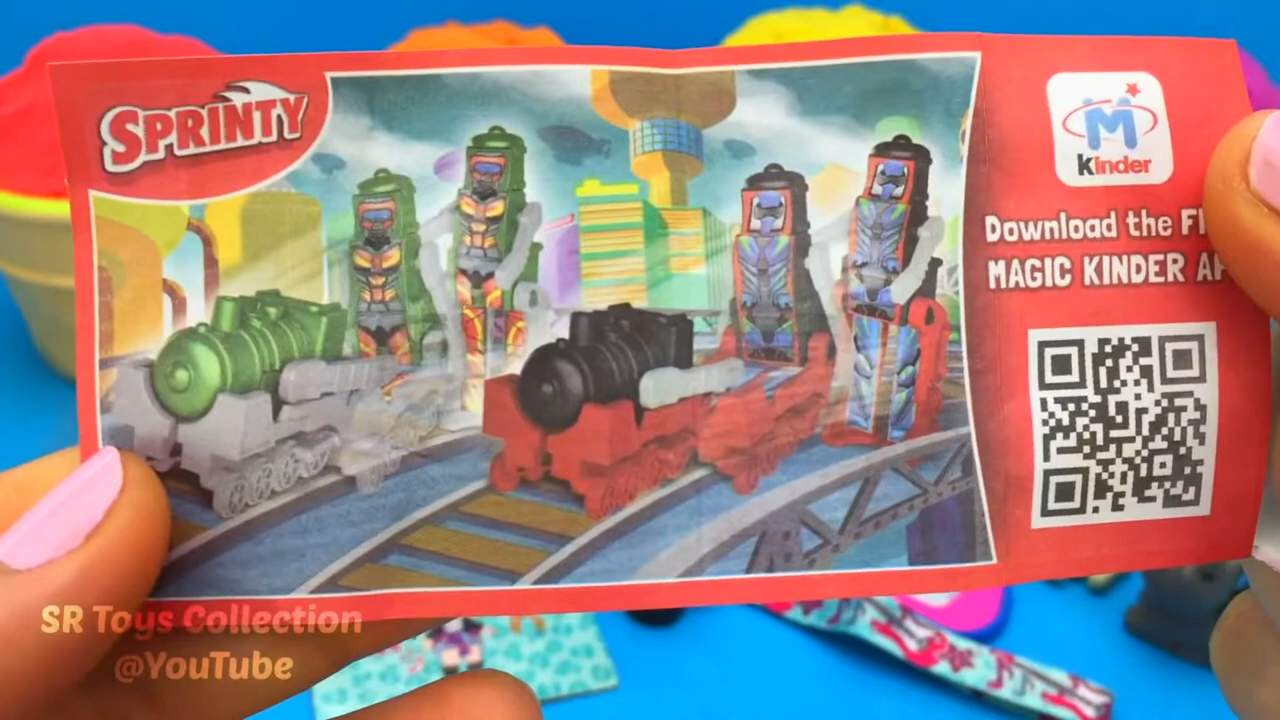 SPRINTY
M
kinder
Download the
MAGIC KINDER
SR Toys Collection
@YouTube